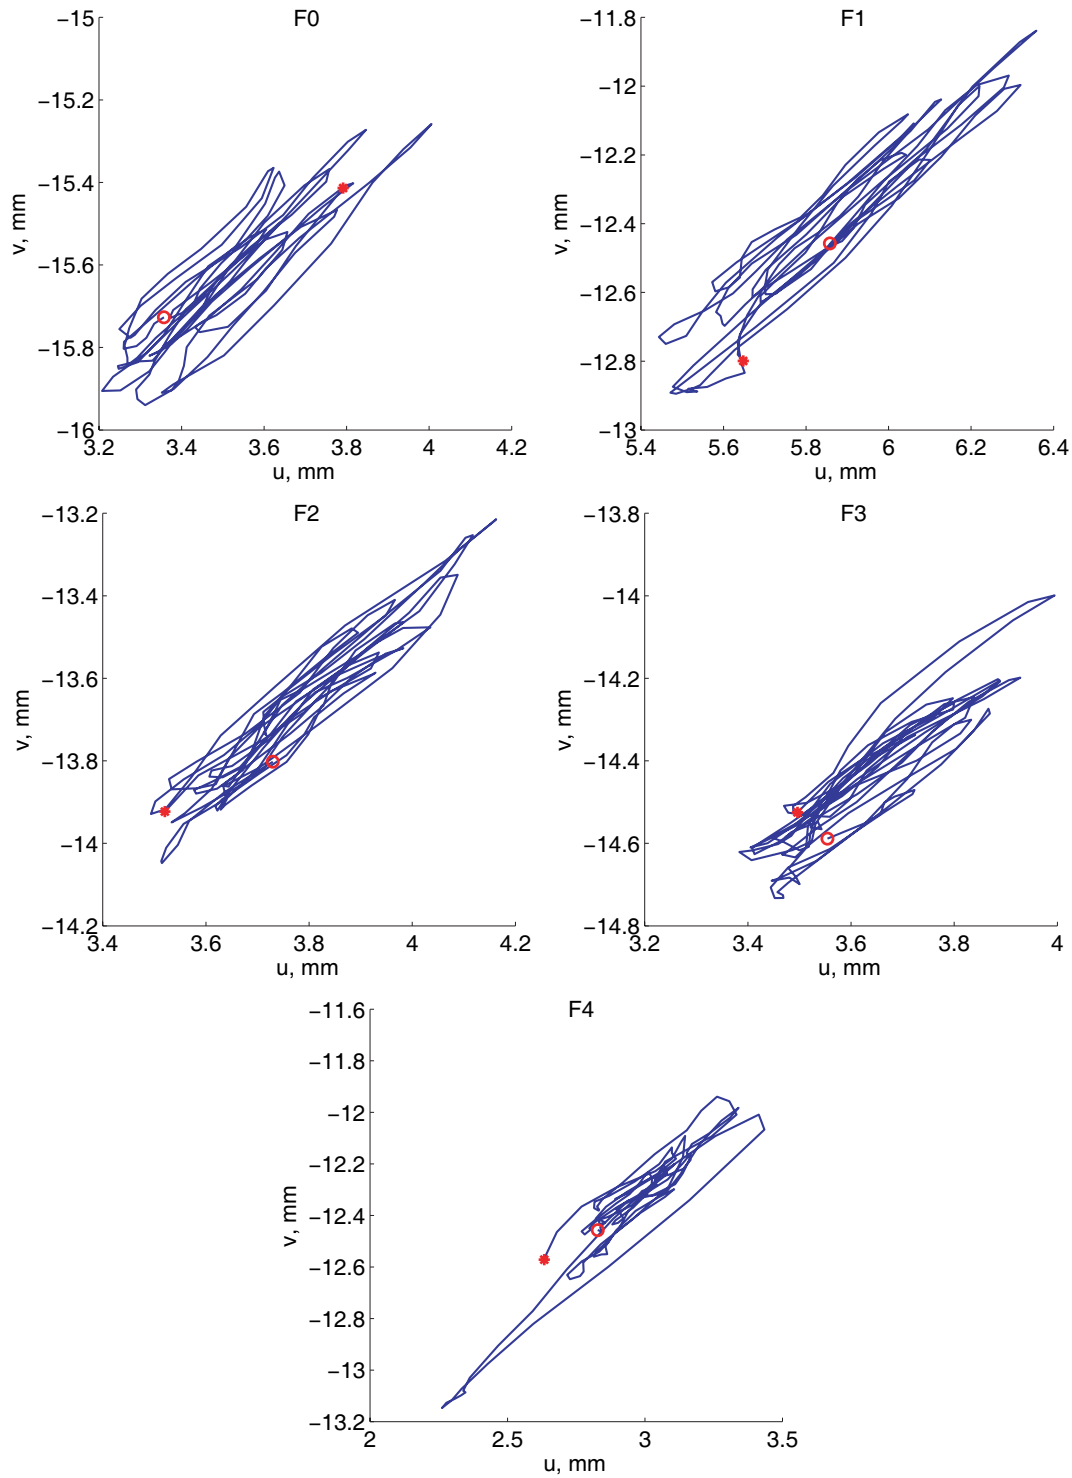 F0
−15
−15.2
−15.4
−15.6
−15.8
−16
v, mm
3.2 3.4 3.6 3.8 4 4.2
u, mm
F1
−11.8
−12
−12.2
−12.4
−12.6
−12.8
−13
v, mm
5.4 5.6 5.8 6 6.2 6.4
u, mm
F2
−13.2
−13.4
−13.6
−13.8
−14
−14.2
v, mm
3.4 3.6 3.8 4 4.2
u, mm
F3
−13.8
−14
−14.2
−14.4
−14.6
−14.8
v, mm
3.2 3.4 3.6 3.8 4
u, mm
F4
−11.6
−11.8
−12
−12.2
−12.4
−12.6
−12.8
−13
−13.2
v, mm
2 2.5 3 3.5
u, mm